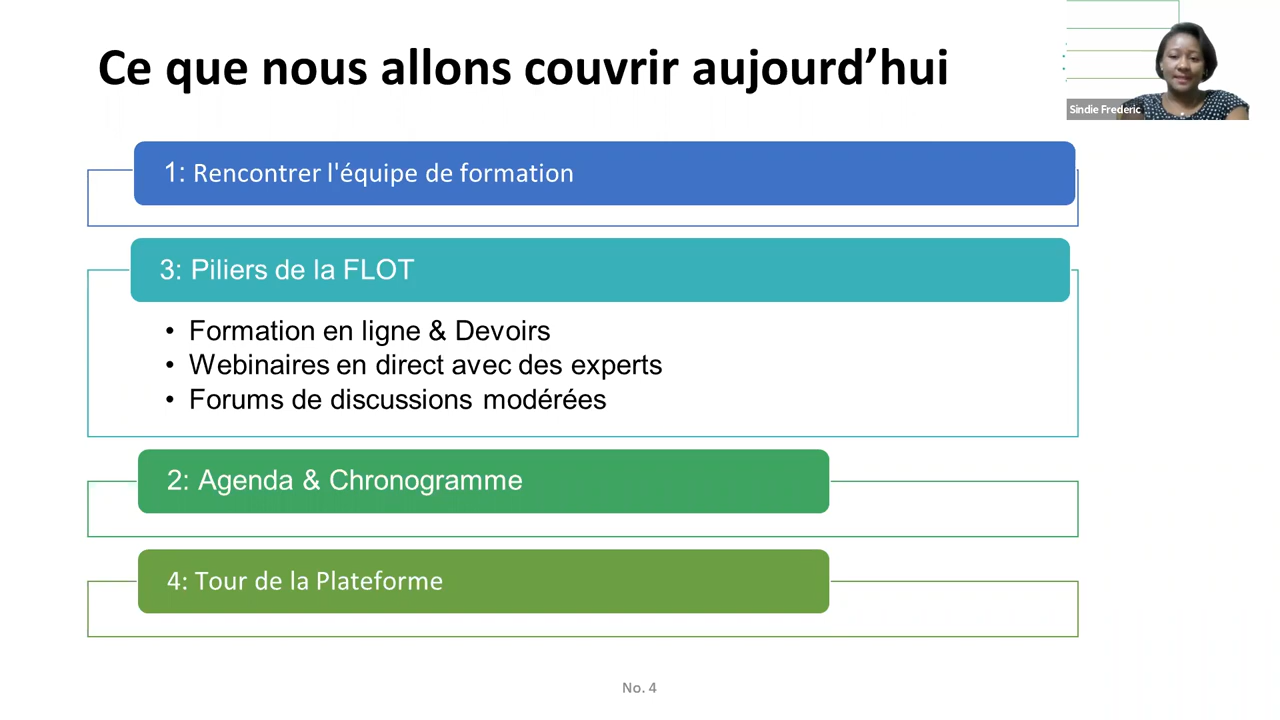 Ce que nous allons couvrir aujourd’hui
Sindie Frederic
1: Rencontrer l'équipe de formation
3: Piliers de la FLOT
• Formation en ligne & Devoirs
• Webinaires en direct avec des experts
• Forums de discussions modérées
2: Agenda & Chronogramme
4: Tour de la Plateforme
No. 4